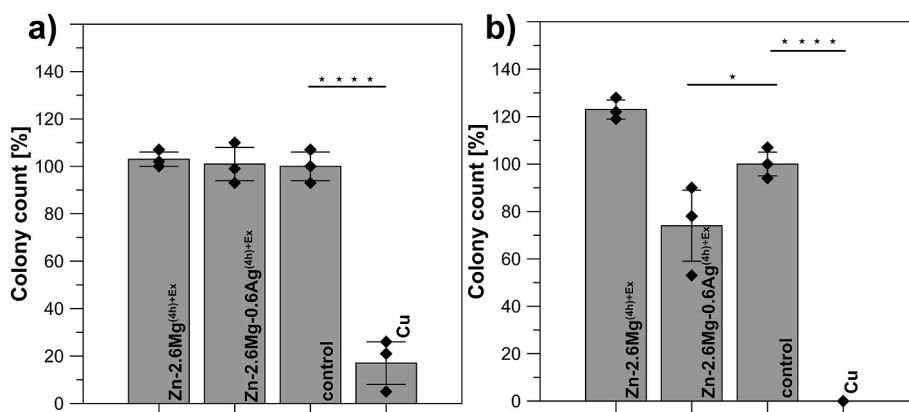 a)
Colony count [%]
140
120
100
80
60
40
20
0
Zn-2.6Mg(4h)+Ex
Zn-2.6Mg-0.6Ag(4h)+Ex
control
Cu
★ ★ ★ ★
b)
Colony count [%]
140
120
100
80
60
40
20
0
Zn-2.6Mg(4h)+Ex
Zn-2.6Mg-0.6Ag(4h)+Ex
control
Cu
★
★ ★ ★ ★